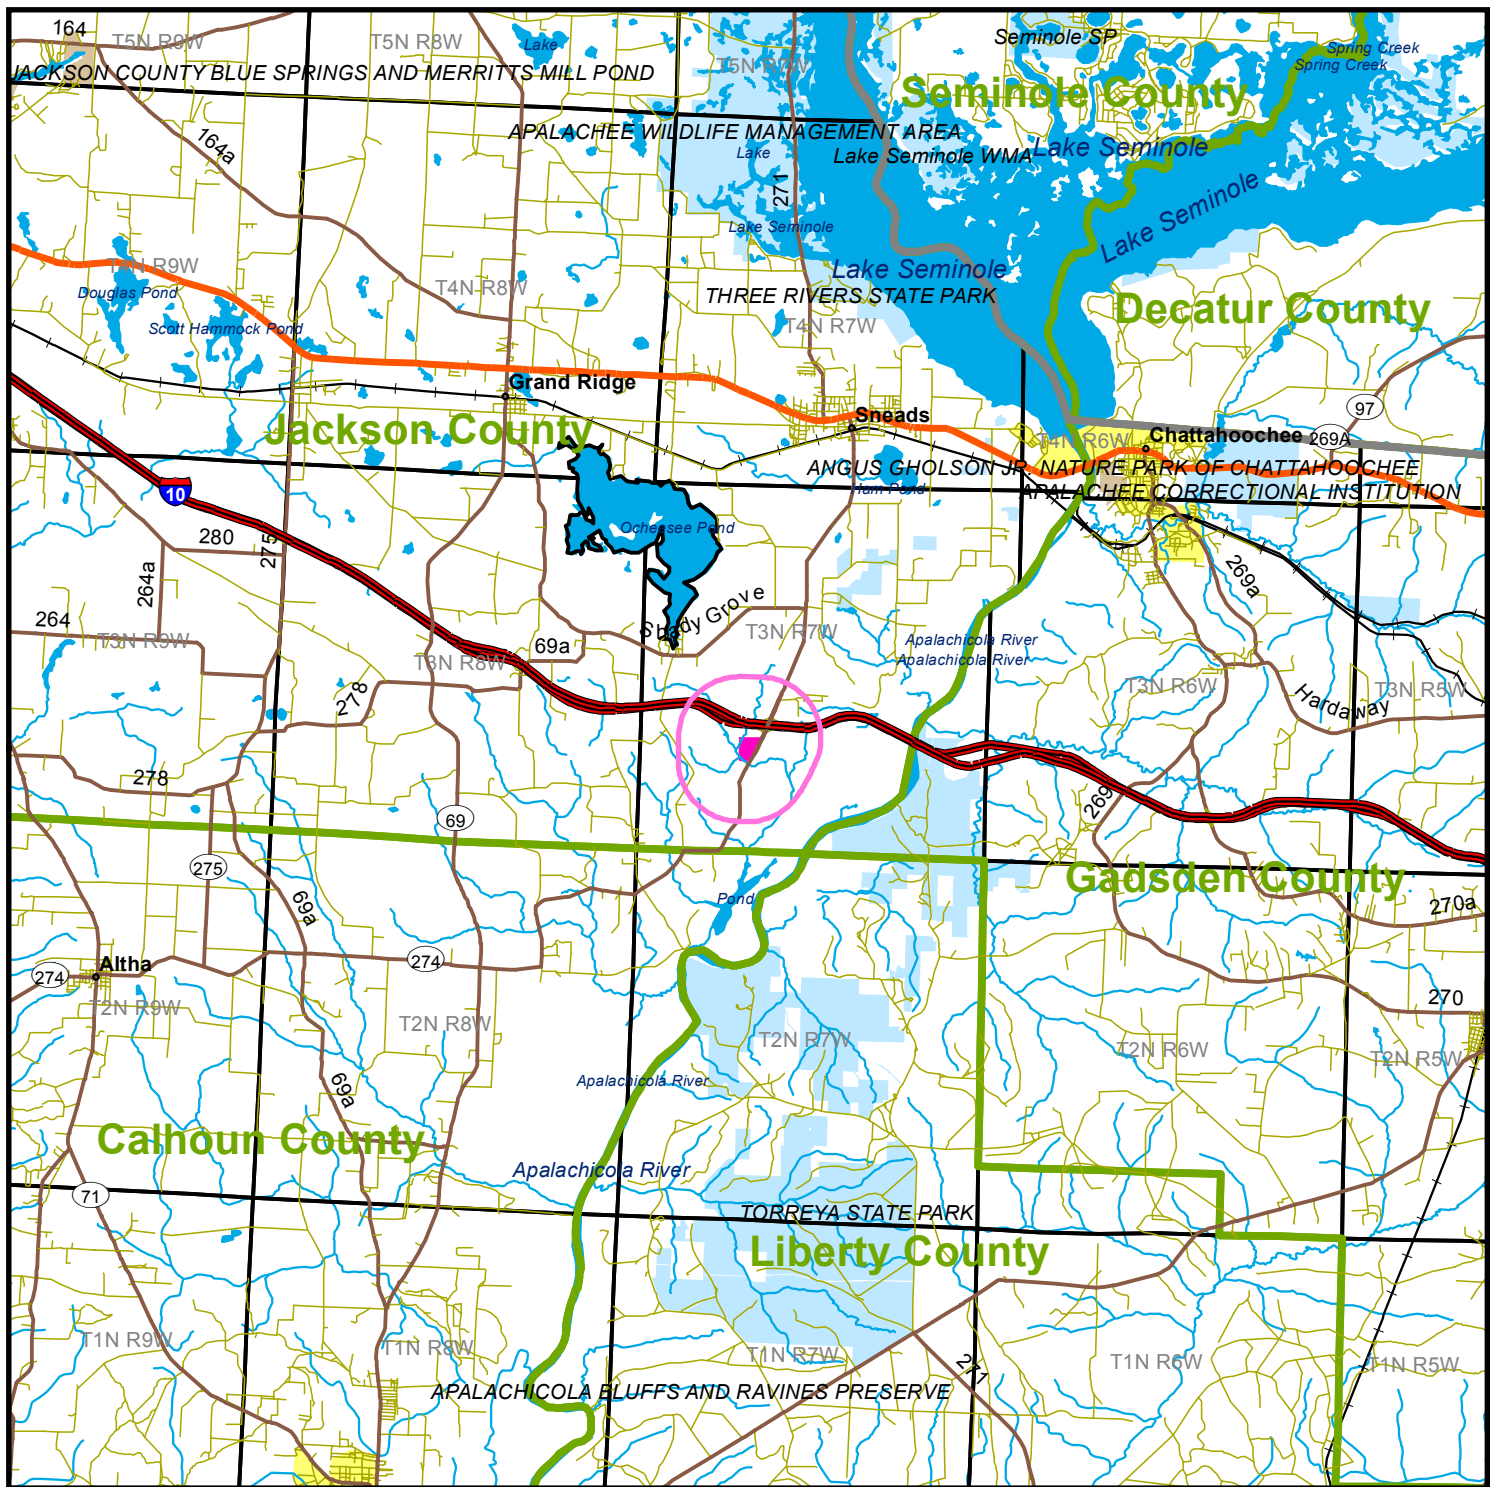 164
T5N R9W
T5N R8W
Lake
Seminole SP
Spring Creek
Spring Creek
JACKSON COUNTY BLUE SPRINGS AND MERRITTS MILL POND
T5N R7W
Seminole County
164a
APALACHEE WILDLIFE MANAGEMENT AREA
Lake
Lake Seminole WMA
Lake Seminole
271
Lake Seminole
Lake Seminole
T4N R9W
Lake Seminole
Douglas Pond
T4N R8W
THREE RIVERS STATE PARK
Decatur County
Scott Hammock Pond
T4N R7W
Grand Ridge
97
Sneads
Jackson County
T4N R6W
Chattahoochee
269A
ANGUS GHOLSON JR. NATURE PARK OF CHATTAHOOCHEE
10
Ham Pond
APALACHEE CORRECTIONAL INSTITUTION
Ocheesee Pond
280
275
264a
269a
Shady Grove
264
T3N R9W
69a
T3N R7W
Apalachicola River
Apalachicola River
T3N R8W
278
T3N R6W
Hardaway
T3N R5W
278
269
69
275
Gadsden County
69a
Pond
270a
Altha
274
274
T2N R9W
T2N R8W
270
T2N R7W
T2N R6W
T2N R5W
69a
Apalachicola River
Calhoun County
Apalachicola River
71
TORREYA STATE PARK
Liberty County
T1N R9W
T1N R8W
T1N R7W
271
T1N R6W
T1N R5W
APALACHICOLA BLUFFS AND RAVINES PRESERVE